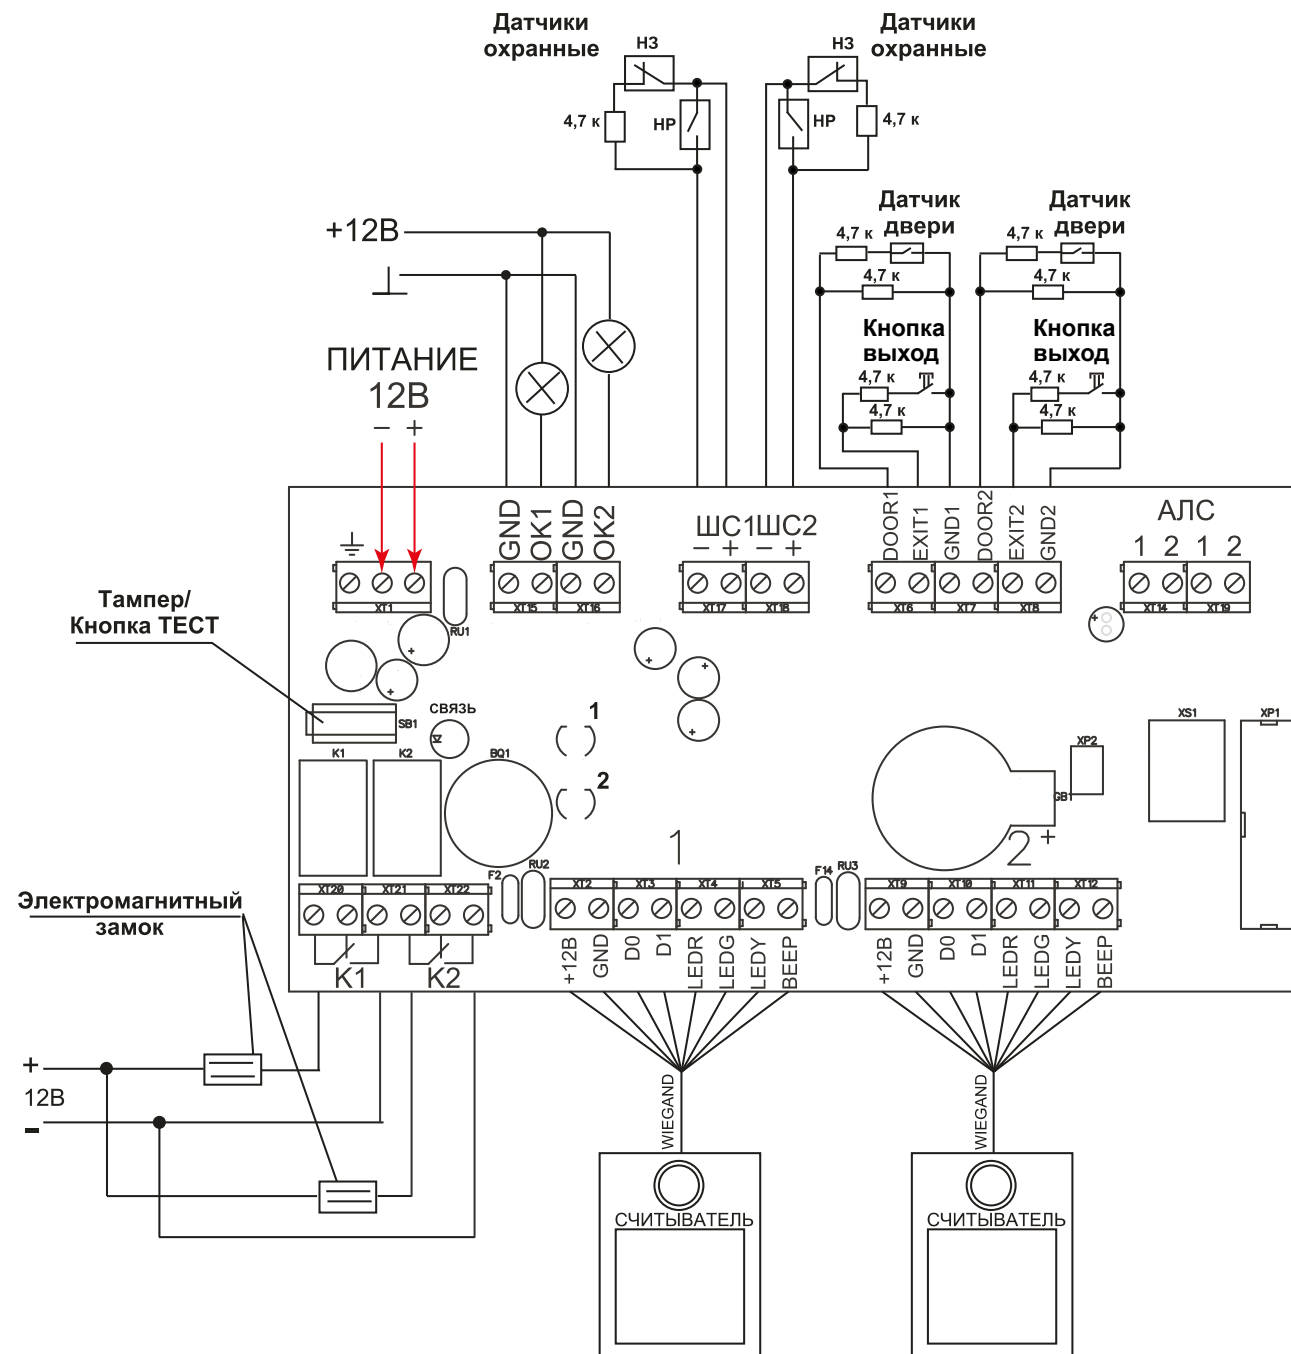 Датчики
охранные
НЗ
4,7 к
НР
Датчики
охранные
НЗ
НР
4,7 к
+12В
ПИТАНИЕ
12В
− +
Датчик
двери
4,7 к
4,7 к
Кнопка
выход
4,7 к
4,7 к
Датчик
двери
4,7 к
4,7 к
Кнопка
выход
4,7 к
4,7 к
GND
OK1
GND
OK2
ШС1 ШС2
− + − +
DOOR1
EXIT1
GND1
DOOR2
EXIT2
GND2
АЛС
1 2 1 2
XT1
XT15 XT16
XT17 XT18
XT6 XT7 XT8
XT14 XT19
RU1
Тампер/
Кнопка ТЕСТ
SB1
СВЯЗЬ
K1
K2
BQ1
1
2
XP2
GB1
XS1
XP1
1
2 +
F2
RU2
F14
RU3
XT20 XT21 XT22
XT2 XT3 XT4 XT5
XT9 XT10 XT11 XT12
Электромагнитный
замок
K1
K2
+12В
GND
D0
D1
LEDR
LEDG
LEDY
BEEP
+12В
GND
D0
D1
LEDR
LEDG
LEDY
BEEP
+
12В
-
WIEGAND
WIEGAND
СЧИТЫВАТЕЛЬ
СЧИТЫВАТЕЛЬ